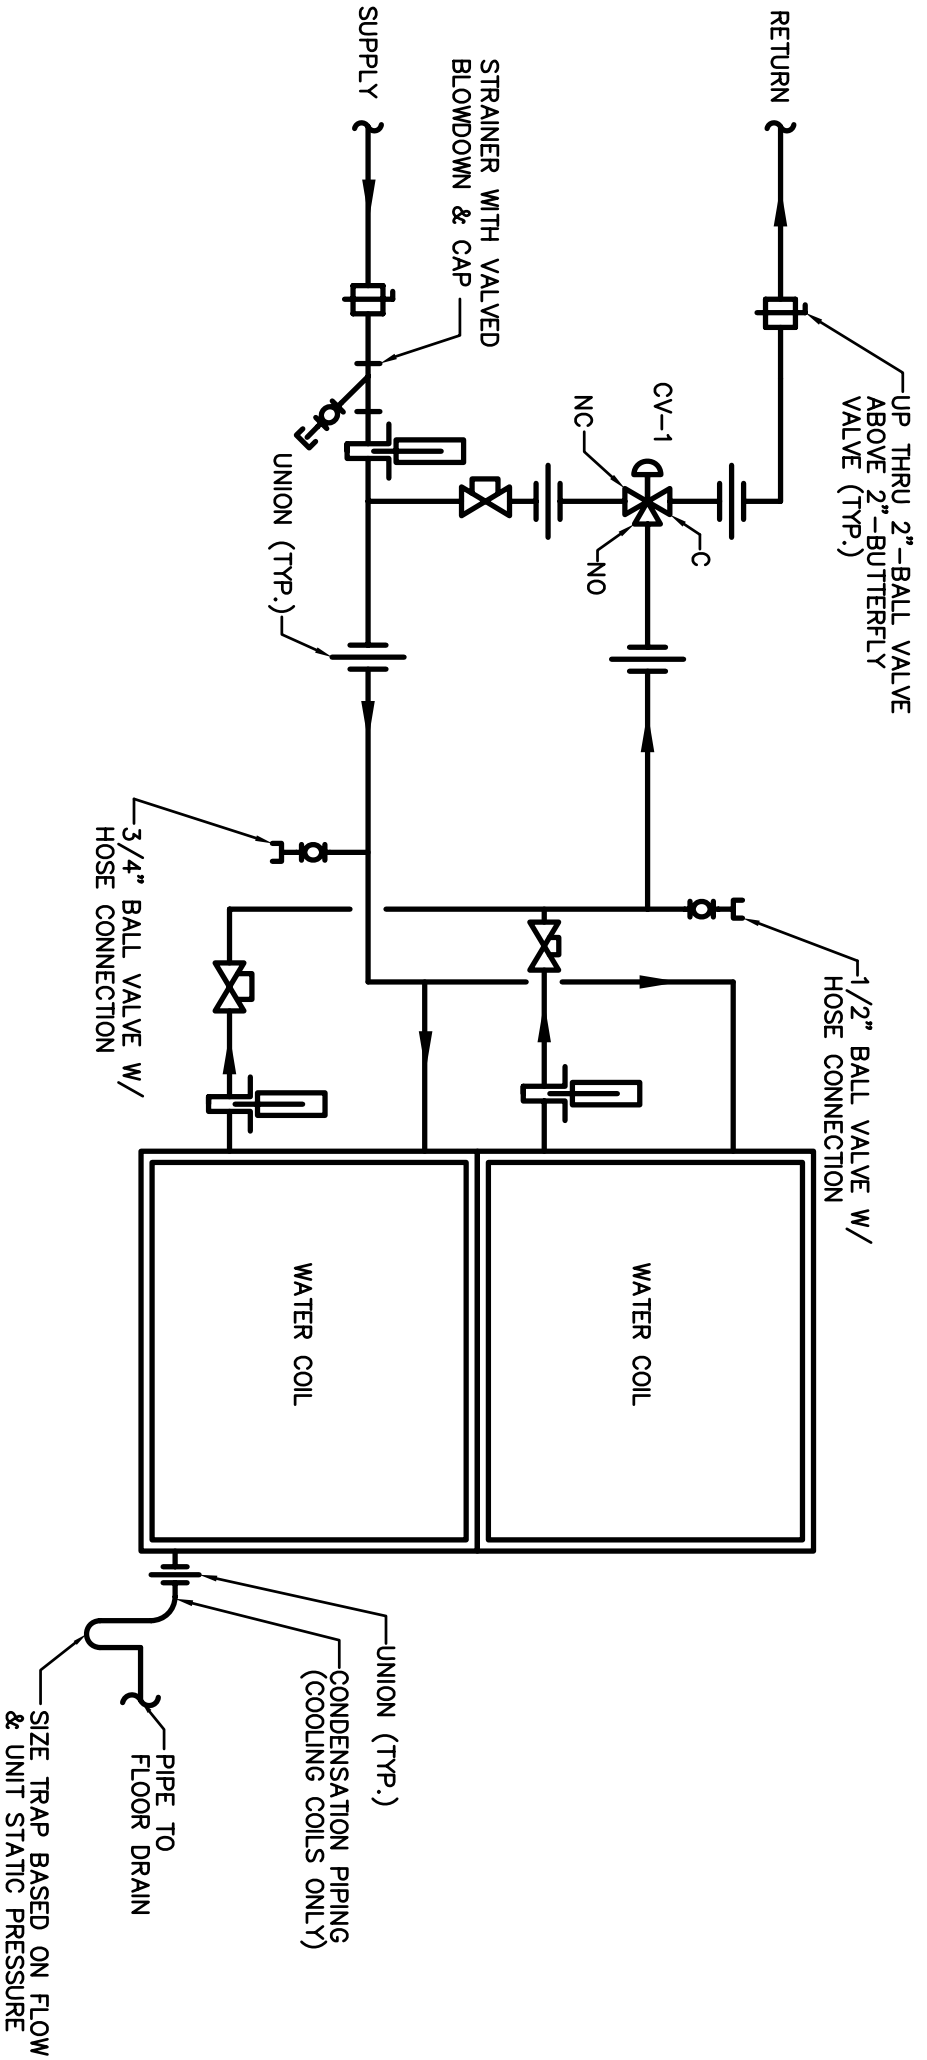 RETURN
UP THRU 2"-BALL VALVE
ABOVE 2"-BUTTERFLY
VALVE (TYP.)
1/2" BALL VALVE W/
HOSE CONNECTION
C
CV-1
NO
NC
WATER COIL
STRAINER WITH VALVED
BLOWDOWN & CAP
SUPPLY
UNION (TYP.)
WATER COIL
UNION (TYP.)
CONDENSATION PIPING
(COOLING COILS ONLY)
3/4" BALL VALVE W/
HOSE CONNECTION
PIPE TO
FLOOR DRAIN
SIZE TRAP BASED ON FLOW
& UNIT STATIC PRESSURE